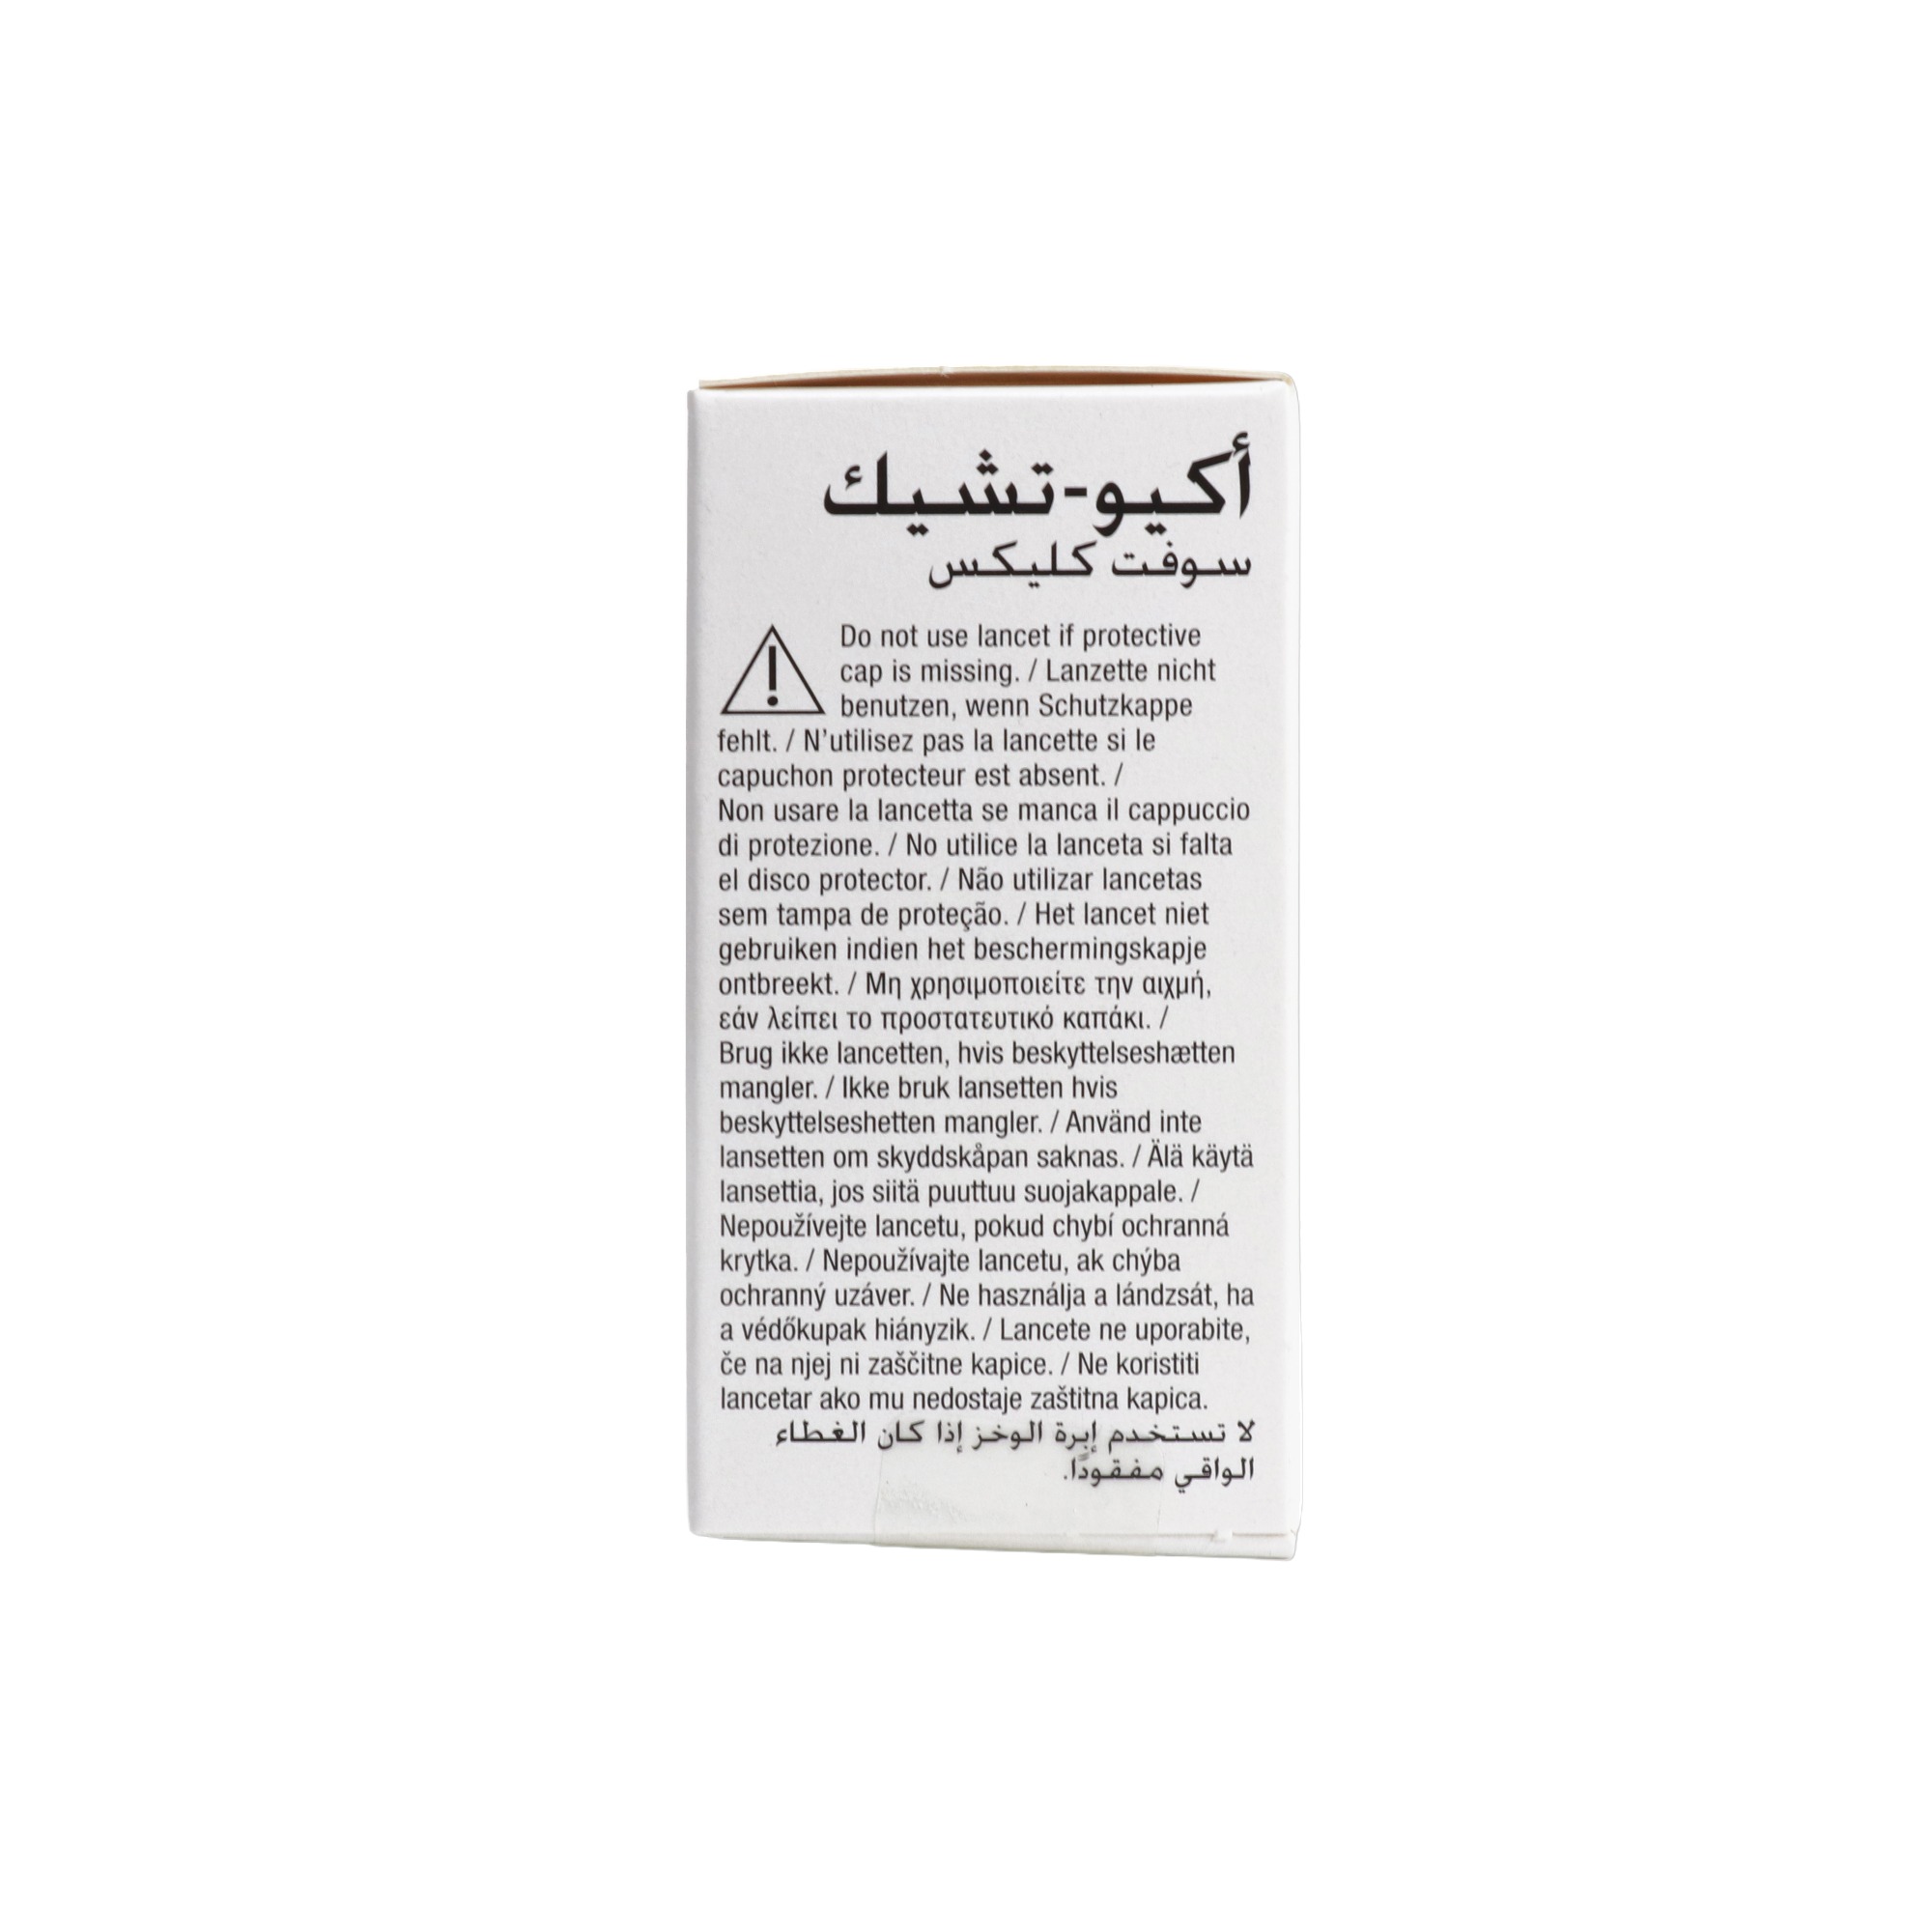 أكيو-تشيك
سوفت كليكس
Do not use lancet if protective
cap is missing. / Lanzette nicht
benutzen, wenn Schutzkappe
fehlt. / N’utilisez pas la lancette si le
capuchon protecteur est absent. /
Non usare la lancetta se manca il cappuccio
di protezione. / No utilice la lanceta si falta
el disco protector. / Não utilizar lancetas
sem tampa de proteção. / Het lancet niet
gebruiken indien het beschermingskapje
ontbreekt. / Μη χρησιμοποιείτε την αιχμή,
εάν λείπει το προστατευτικό καπάκι. /
Brug ikke lancetten, hvis beskyttelseshætten
mangler. / Ikke bruk lansetten hvis
beskyttelseshetten mangler. / Använd inte
lansetten om skyddskåpan saknas. / Älä käytä
lansettia, jos siitä puuttuu suojakappale. /
Nepoužívejte lancetu, pokud chybí ochranná
krytka. / Nepoužívajte lancetu, ak chýba
ochranný uzáver. / Ne használja a lándzsát, ha
a védőkupak hiányzik. / Lancete ne uporabite,
če na njej ni zaščitne kapice. / Ne koristiti
lancetar ako mu nedostaje zaštitna kapica.
لا تستخدم إبرة الوخز إذا كان الغطاء
الواقي مفقودًا.